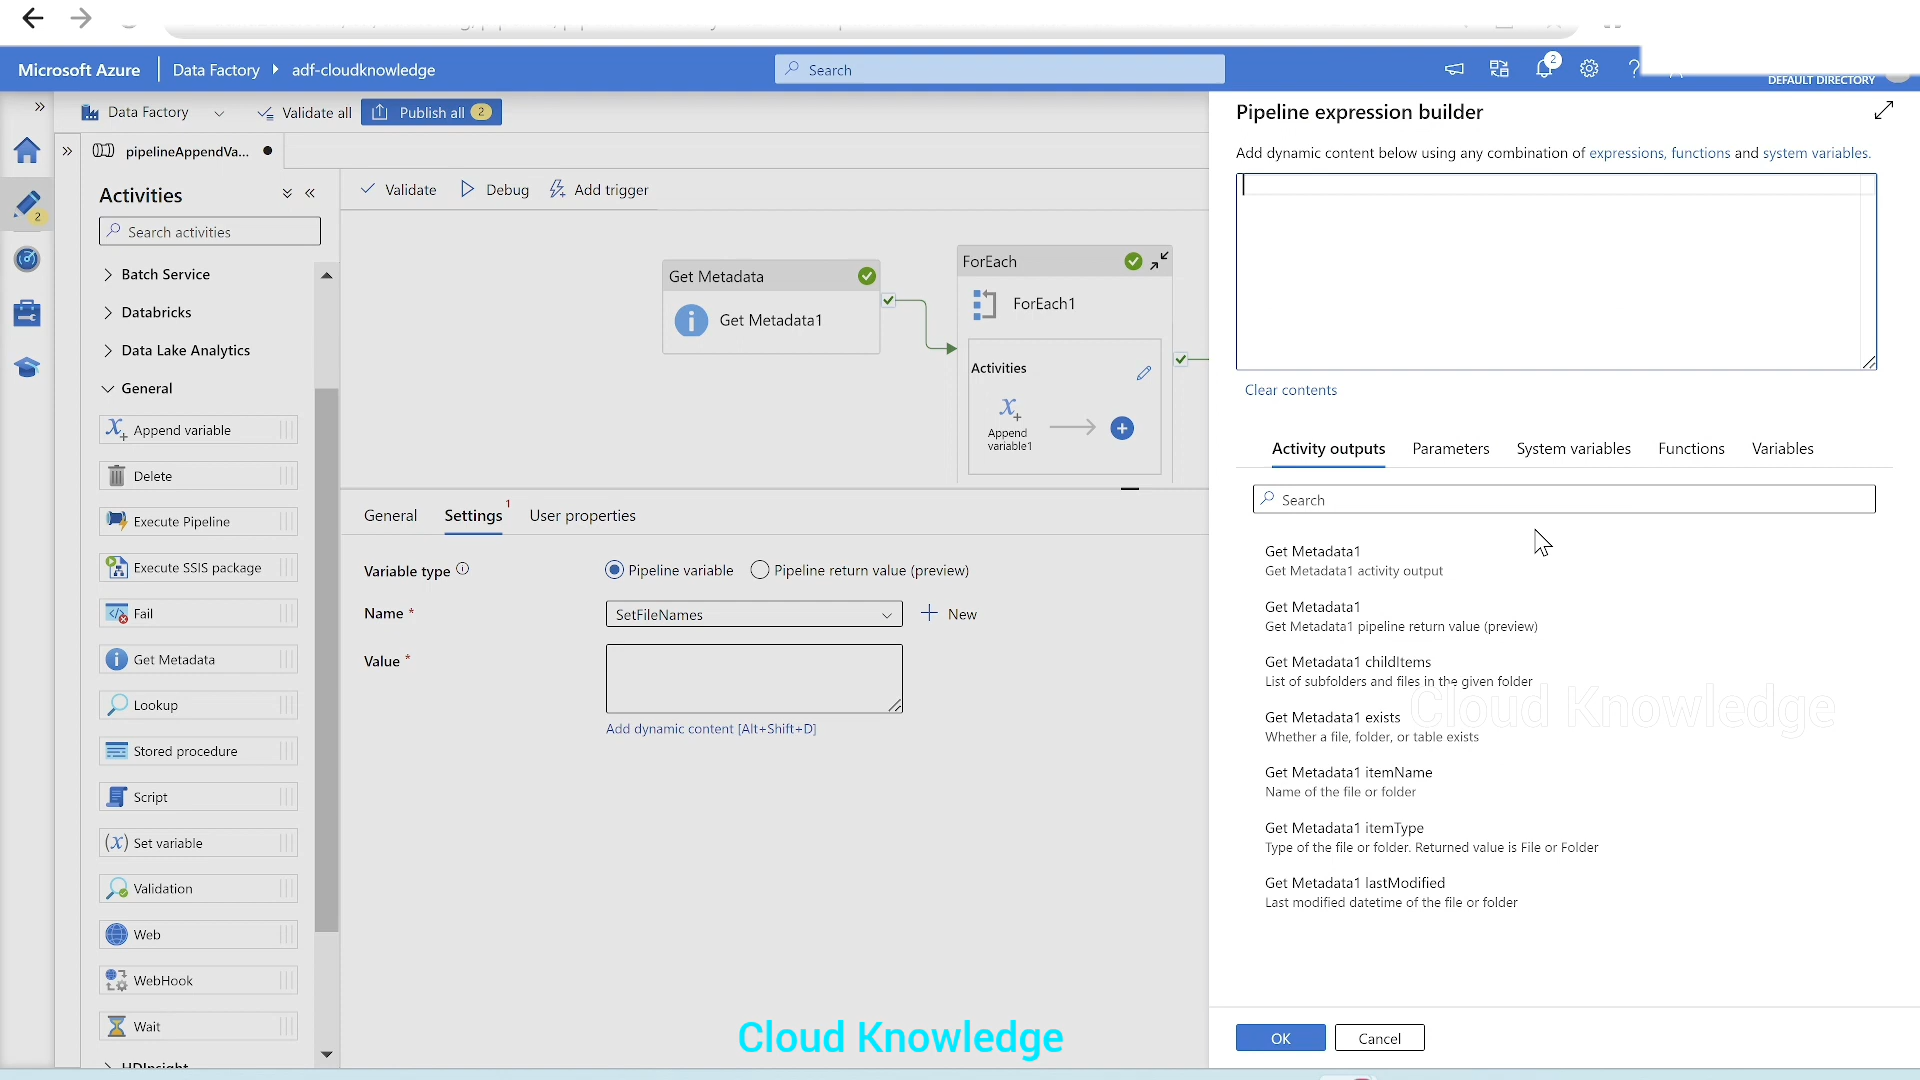 Microsoft Azure
Data Factory
adf-cloudknowledge
Search
2
DEFAULT DIRECTORY
Data Factory
Validate all
Publish all
2
pipelineAppendVa...
2
Activities
Search activities
Batch Service
Databricks
Data Lake Analytics
General
Append variable
Delete
Execute Pipeline
Execute SSIS package
Fail
Get Metadata
Lookup
Stored procedure
Script
Set variable
Validation
Web
WebHook
Wait
HDInsight
Validate
Debug
Add trigger
Get Metadata
Get Metadata1
ForEach
ForEach1
Activities
Append
variable1
General
Settings
1
User properties
Variable type
Pipeline variable
Pipeline return value (preview)
Name *
SetFileNames
New
Value *
Add dynamic content [Alt+Shift+D]
Pipeline expression builder
Add dynamic content below using any combination of expressions, functions and system variables.
Clear contents
Activity outputs
Parameters
System variables
Functions
Variables
Search
Get Metadata1
Get Metadata1 activity output
Get Metadata1
Get Metadata1 pipeline return value (preview)
Get Metadata1 childItems
List of subfolders and files in the given folder
Get Metadata1 exists
Whether a file, folder, or table exists
Get Metadata1 itemName
Name of the file or folder
Get Metadata1 itemType
Type of the file or folder. Returned value is File or Folder
Get Metadata1 lastModified
Last modified datetime of the file or folder
Cloud Knowledge
OK
Cancel
Cloud Knowledge